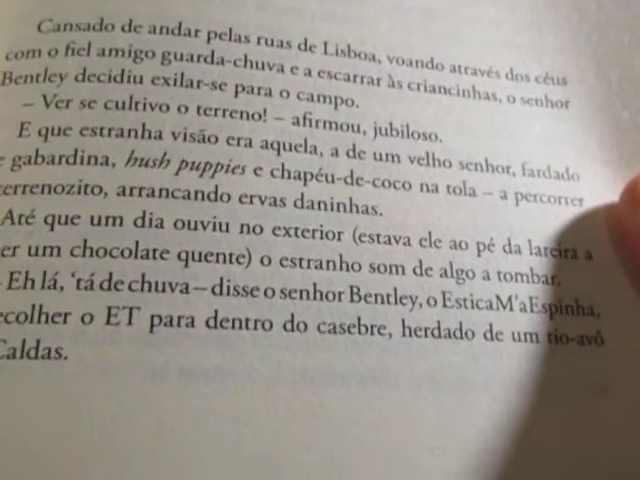 Cansado de andar pelas ruas de Lisboa, voando através dos céus
com o fiel amigo guarda-chuva e a escarrar às criancinhas, o senhor
Bentley decidiu exilar-se para o campo.
– Ver se cultivo o terreno! – afirmou, jubiloso.
E que estranha visão era aquela, a de um velho senhor, fardado
e gabardina, hush puppies e chapéu-de-coco na tola – a percorrer
errenozito, arrancando ervas daninhas.
Até que um dia ouviu no exterior (estava ele ao pé da lareira a
er um chocolate quente) o estranho som de algo a tombar.
– Eh lá, 'tá de chuva – disse o senhor Bentley, o EsticaM'aEspinha,
ecolher o ET para dentro do casebre, herdado de um tio-avô
Caldas.